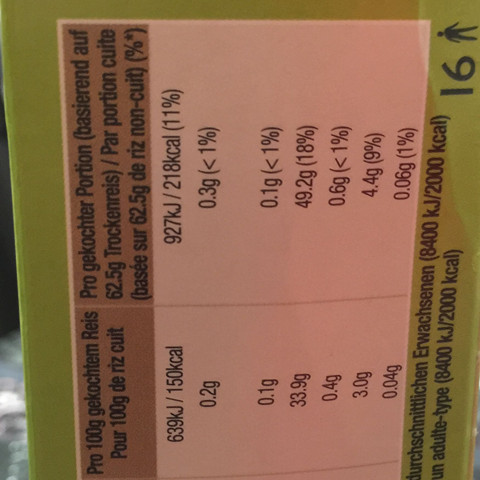 Pro 100g gekochtem Reis
Pour 100g de riz cuit
Pro gekochter Portion (basierend auf
62.5g Trockenreis) / Par portion cuite
(basée sur 62.5g de riz non-cuit) (%*)
639kJ / 150kcal 927kJ / 218kcal (11%)
0.2g 0.3g (< 1%)
0.1g 0.1g (< 1%)
33.9g 49.2g (18%)
0.4g 0.6g (< 1%)
3.0g 4.4g (9%)
0.04g 0.06g (1%)
durchschnittlichen Erwachsenen (8400 kJ/2000 kcal)
un adulte-type (8400 kJ/2000 kcal)
16